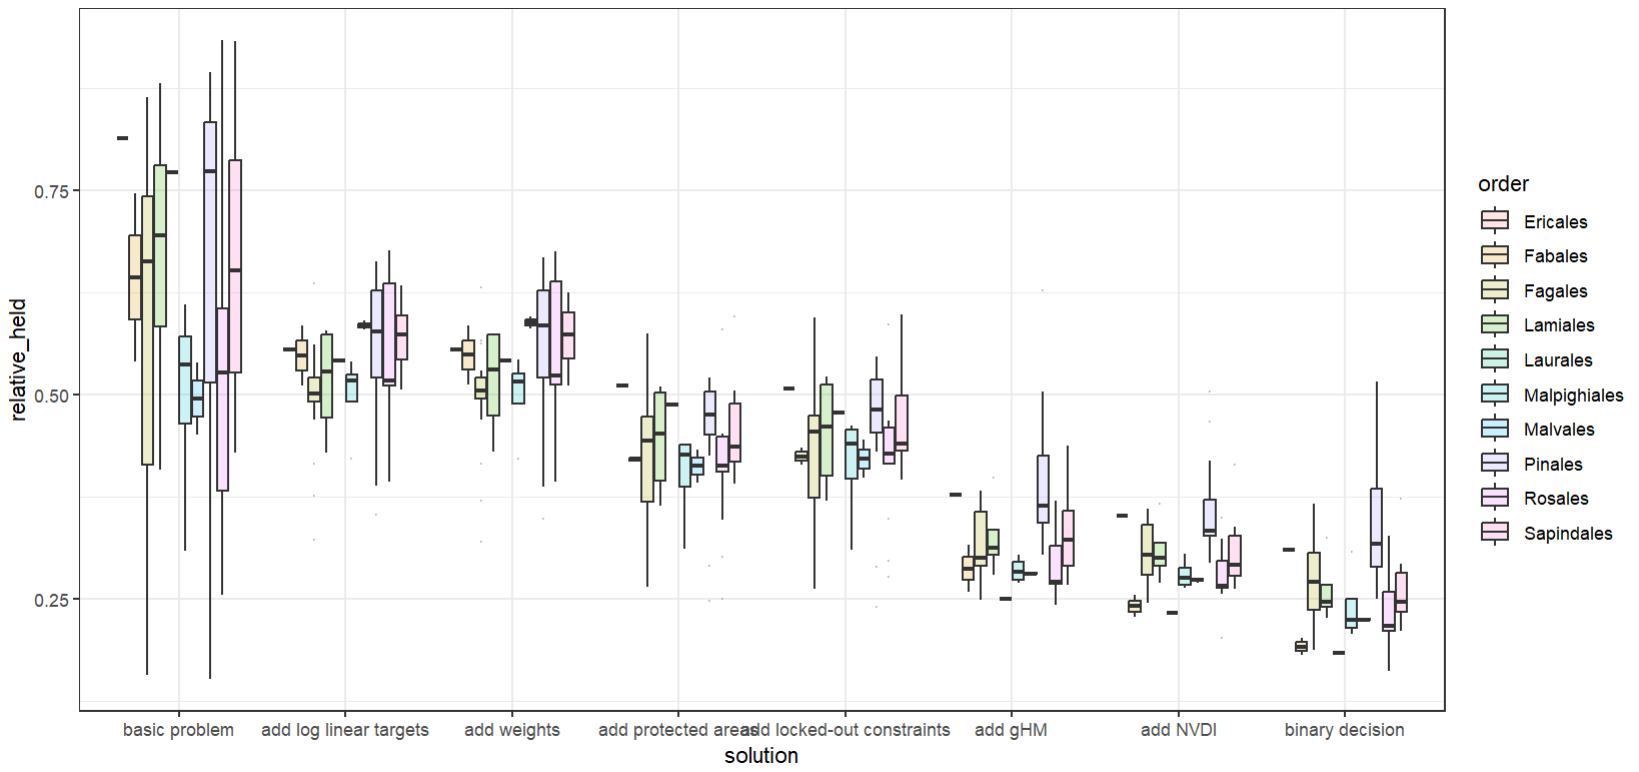 relative_held
0.75
0.50
0.25
basic problem
add log linear targets
add weights
add protected areas
add locked-out constraints
add gHM
add NVDI
binary decision
solution
order
Ericales
Fabales
Fagales
Lamiales
Laurales
Malpighiales
Malvales
Pinales
Rosales
Sapindales